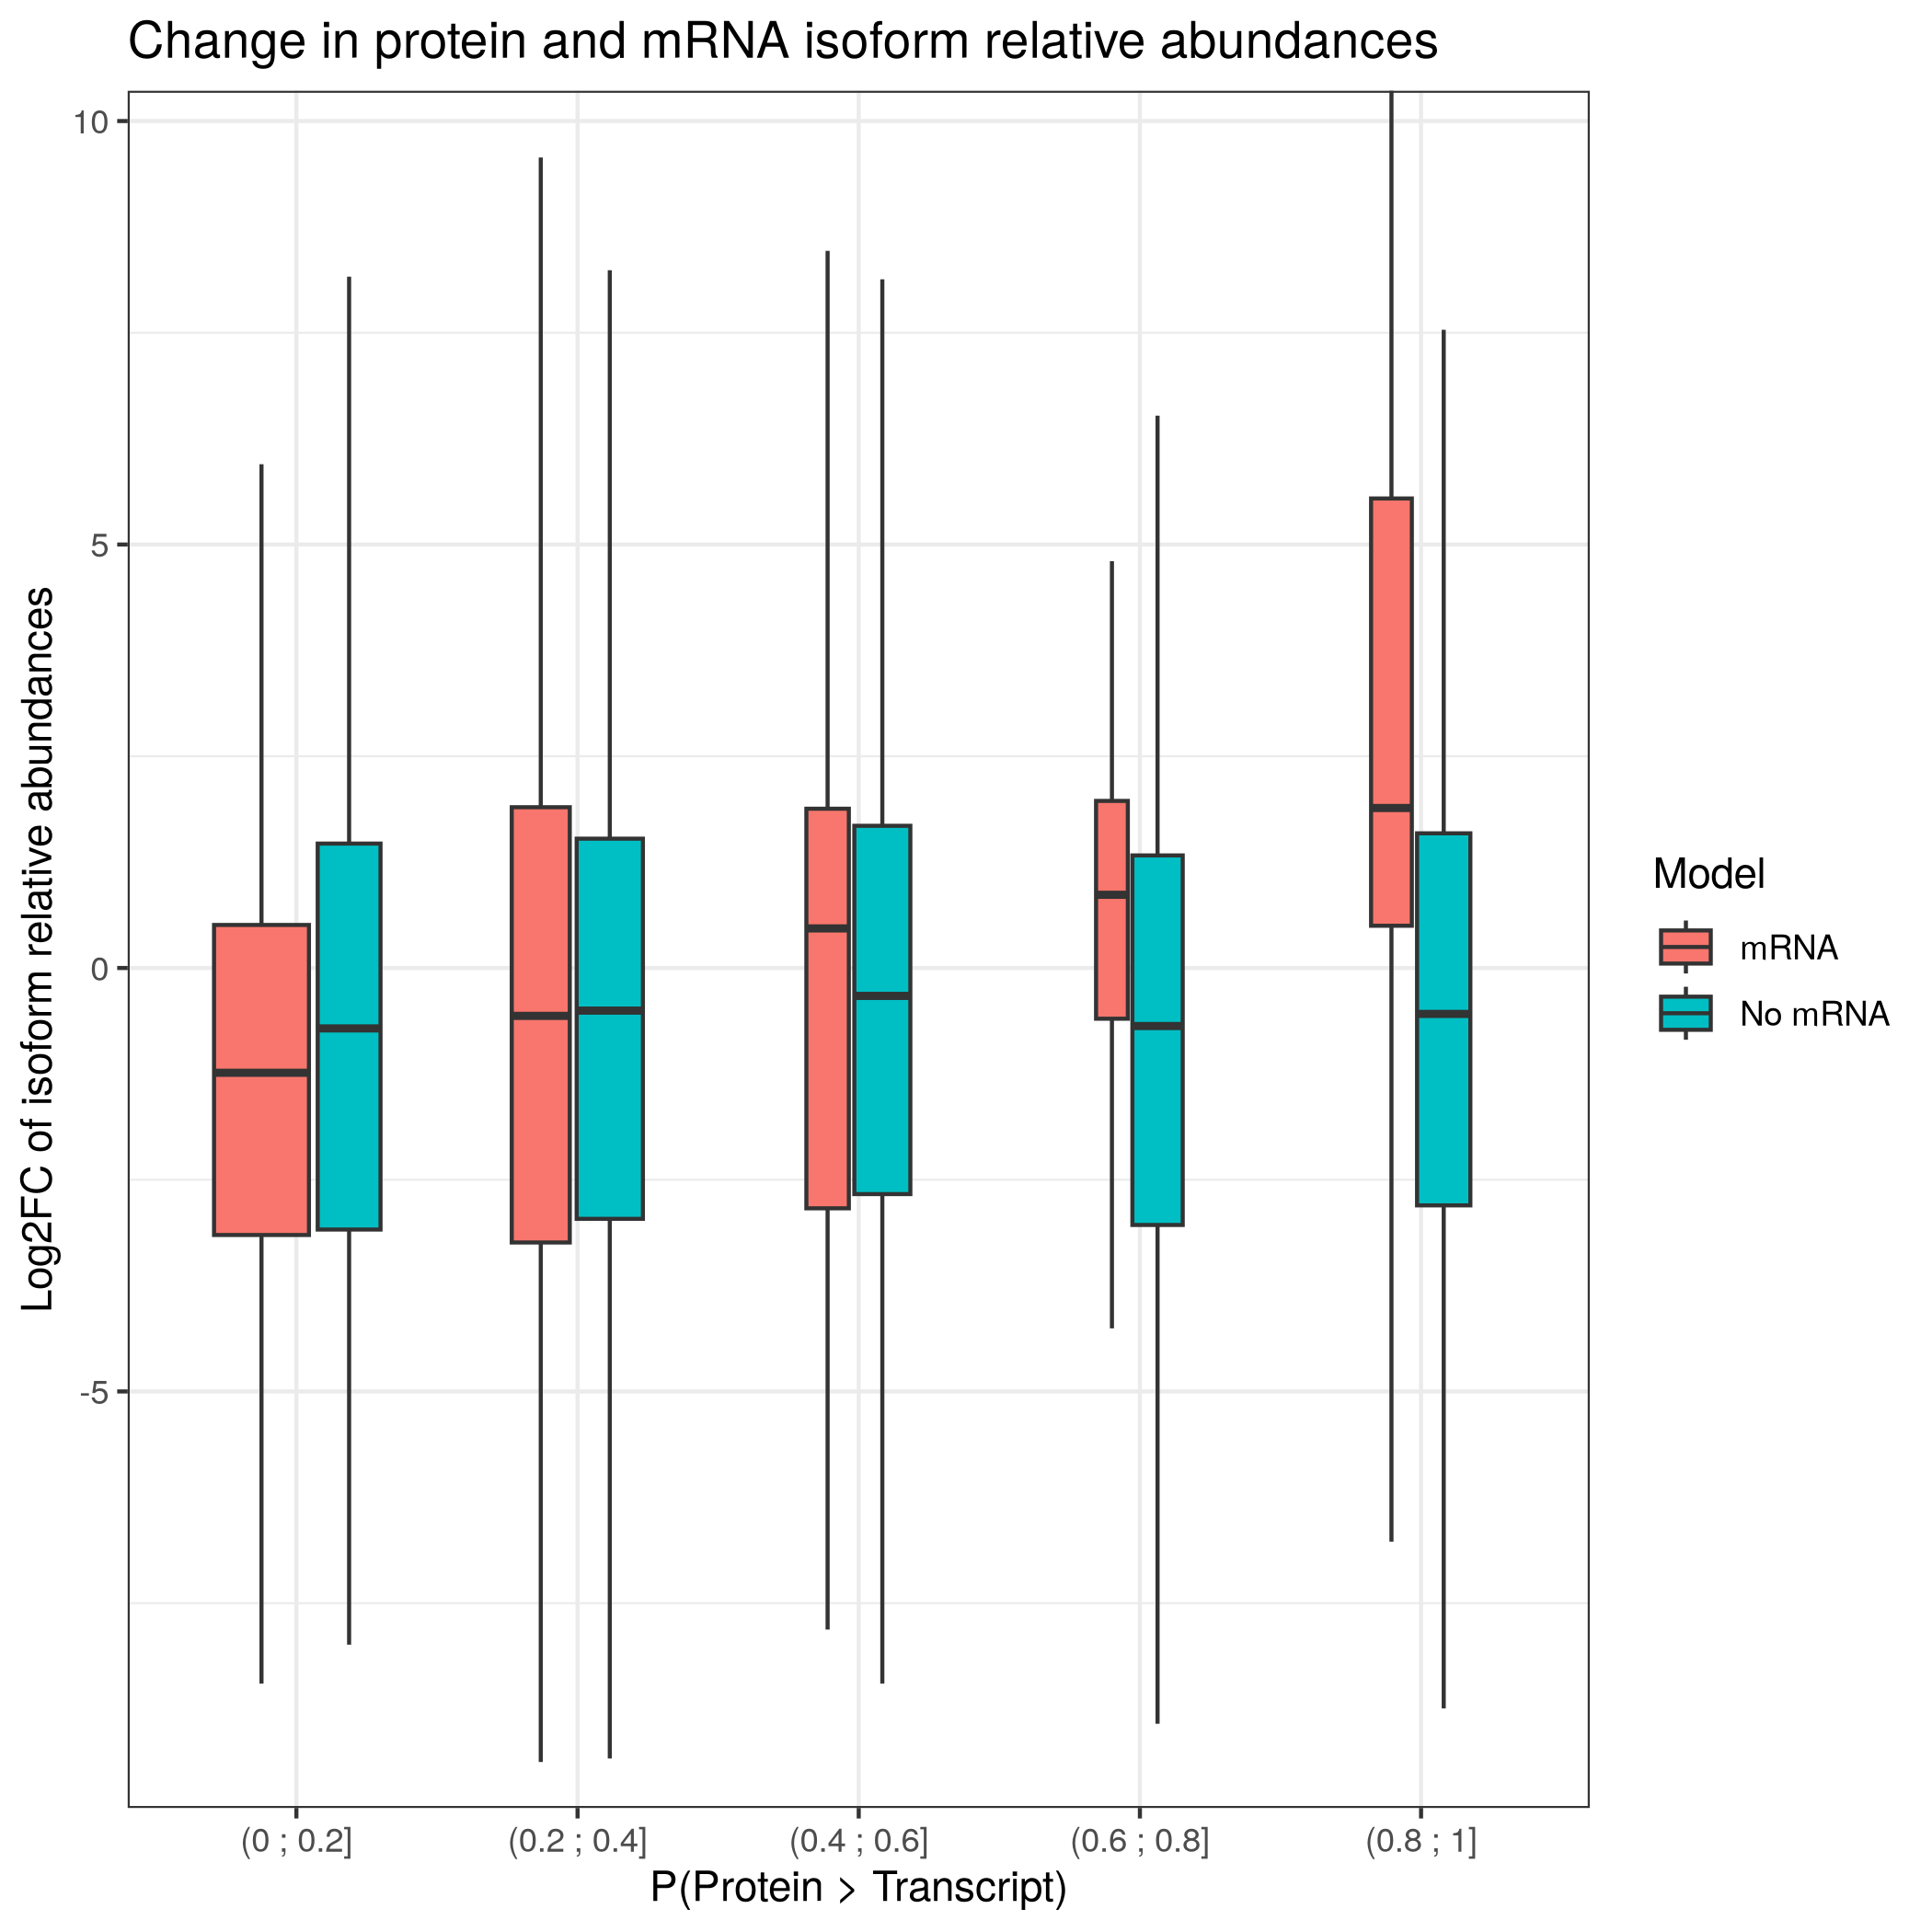 Change in protein and mRNA isoform relative abundances
Log2FC of isoform relative abundances
10
5
0
-5
(0 ; 0.2]
(0.2 ; 0.4]
(0.4 ; 0.6]
(0.6 ; 0.8]
(0.8 ; 1]
P(Protein > Transcript)
Model
mRNA
No mRNA